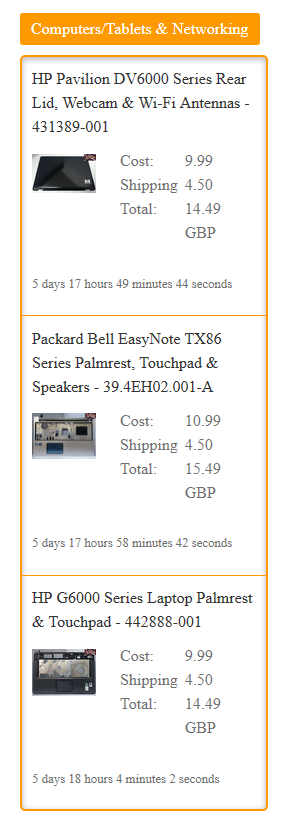 Computers/Tablets & Networking
HP Pavilion DV6000 Series Rear
Lid, Webcam & Wi-Fi Antennas -
431389-001
Cost: 9.99
Shipping 4.50
Total: 14.49
GBP
5 days 17 hours 49 minutes 44 seconds
Packard Bell EasyNote TX86
Series Palmrest, Touchpad &
Speakers - 39.4EH02.001-A
Cost: 10.99
Shipping 4.50
Total: 15.49
GBP
5 days 17 hours 58 minutes 42 seconds
HP G6000 Series Laptop Palmrest
& Touchpad - 442888-001
Cost: 9.99
Shipping 4.50
Total: 14.49
GBP
5 days 18 hours 4 minutes 2 seconds